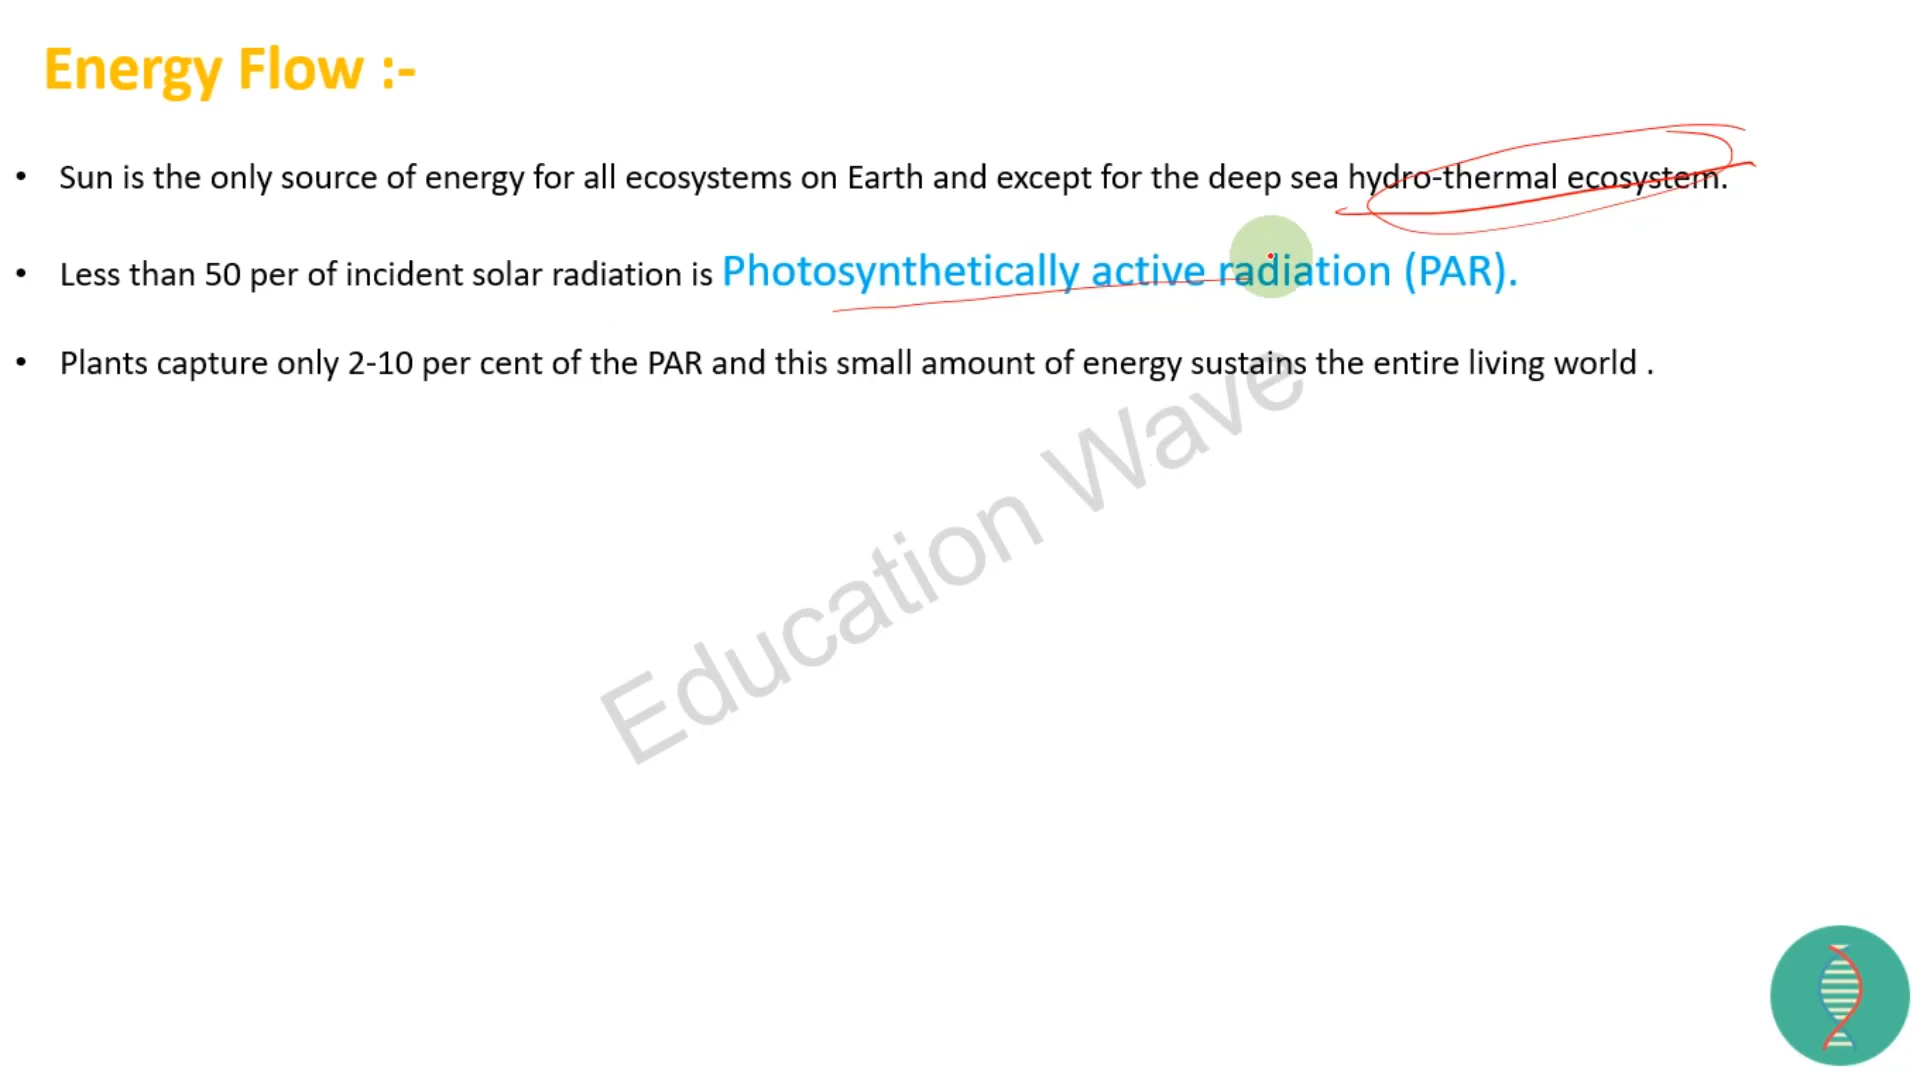 Energy Flow :-
• Sun is the only source of energy for all ecosystems on Earth and except for the deep sea hydro-thermal ecosystem.
• Less than 50 per of incident solar radiation is Photosynthetically active radiation (PAR).
• Plants capture only 2-10 per cent of the PAR and this small amount of energy sustains the entire living world .
Education Wave